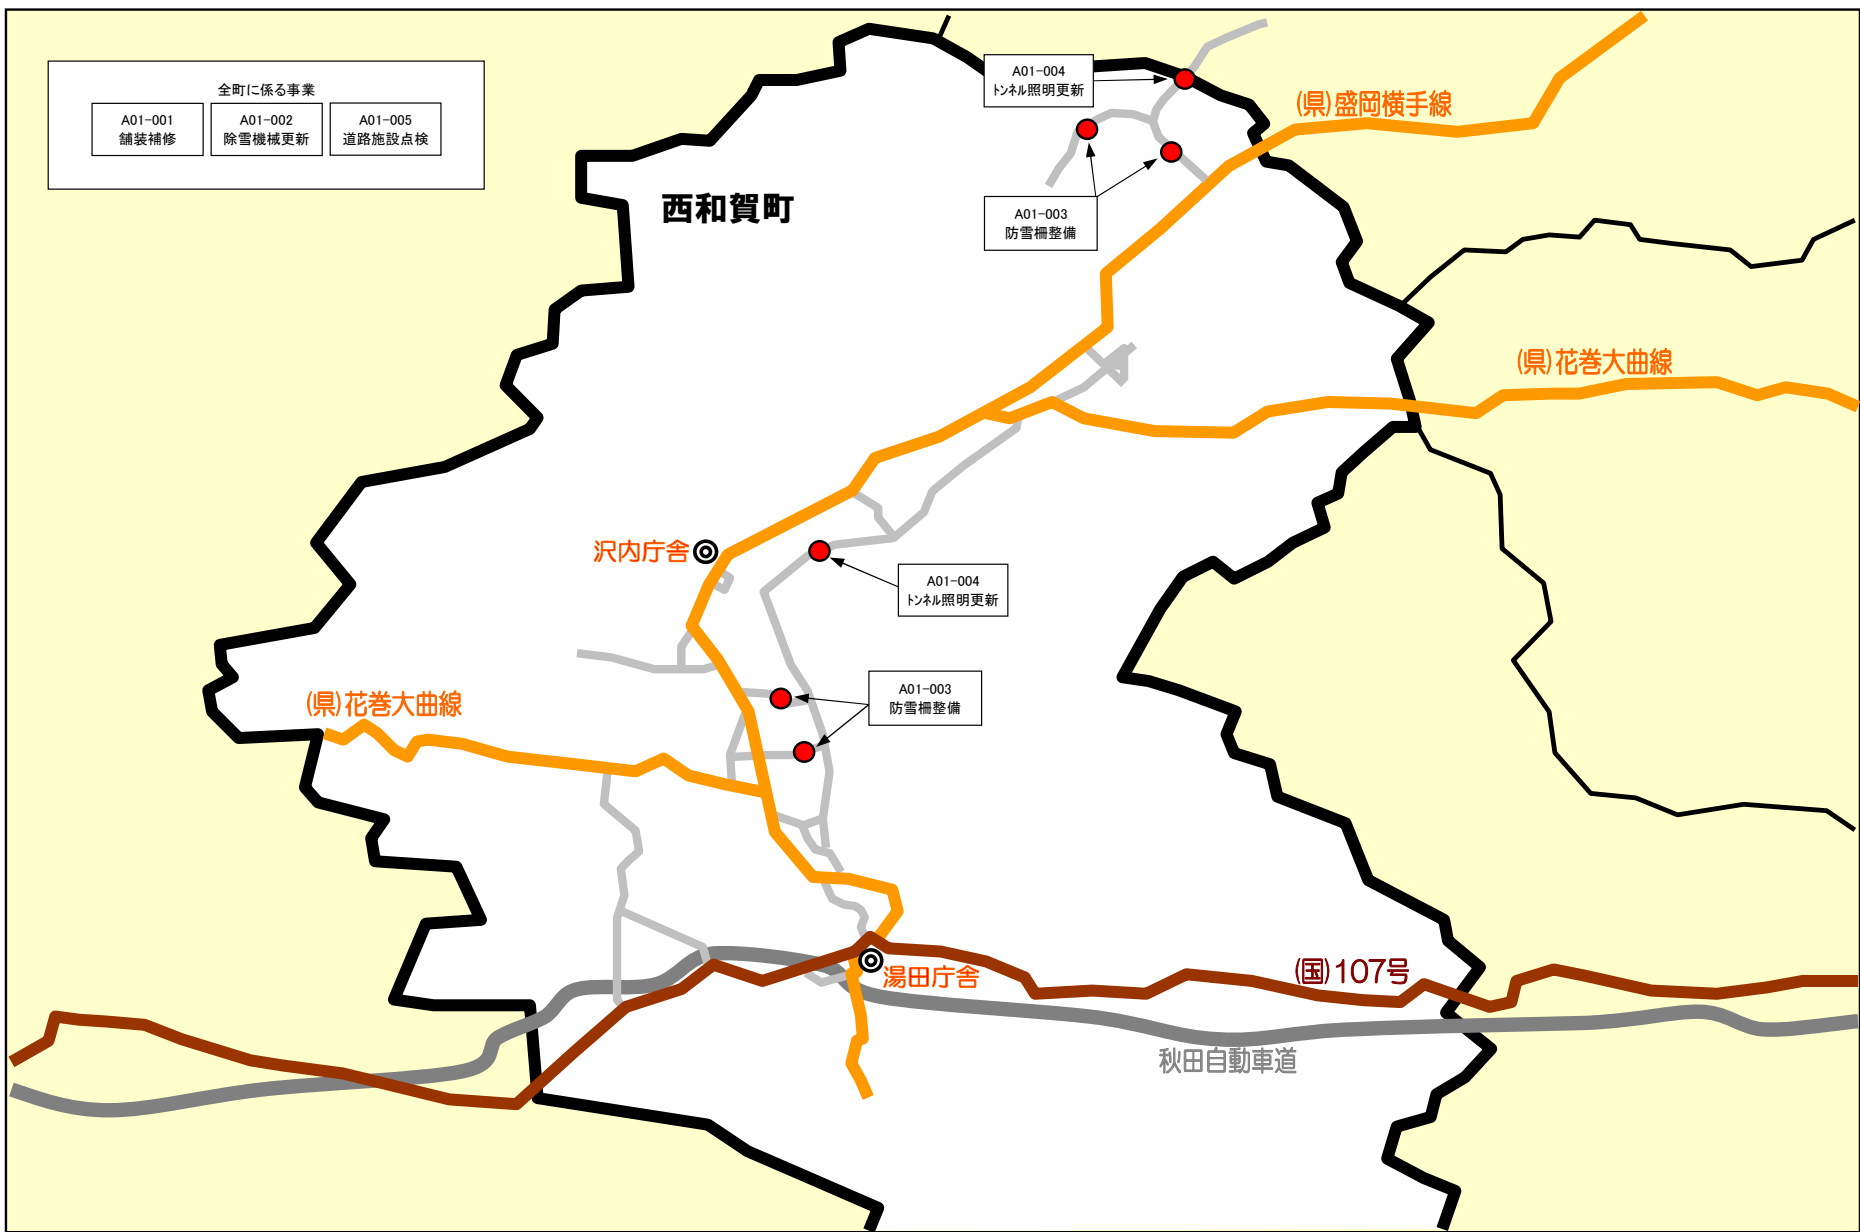 全町に係る事業
A01-001
舗装補修
A01-002
除雪機械更新
A01-005
道路施設点検
西和賀町
A01-004
トンネル照明更新
(県)盛岡横手線
A01-003
防雪柵整備
(県)花巻大曲線
沢内庁舎
A01-004
トンネル照明更新
A01-003
防雪柵整備
(県)花巻大曲線
湯田庁舎
(国)107号
秋田自動車道